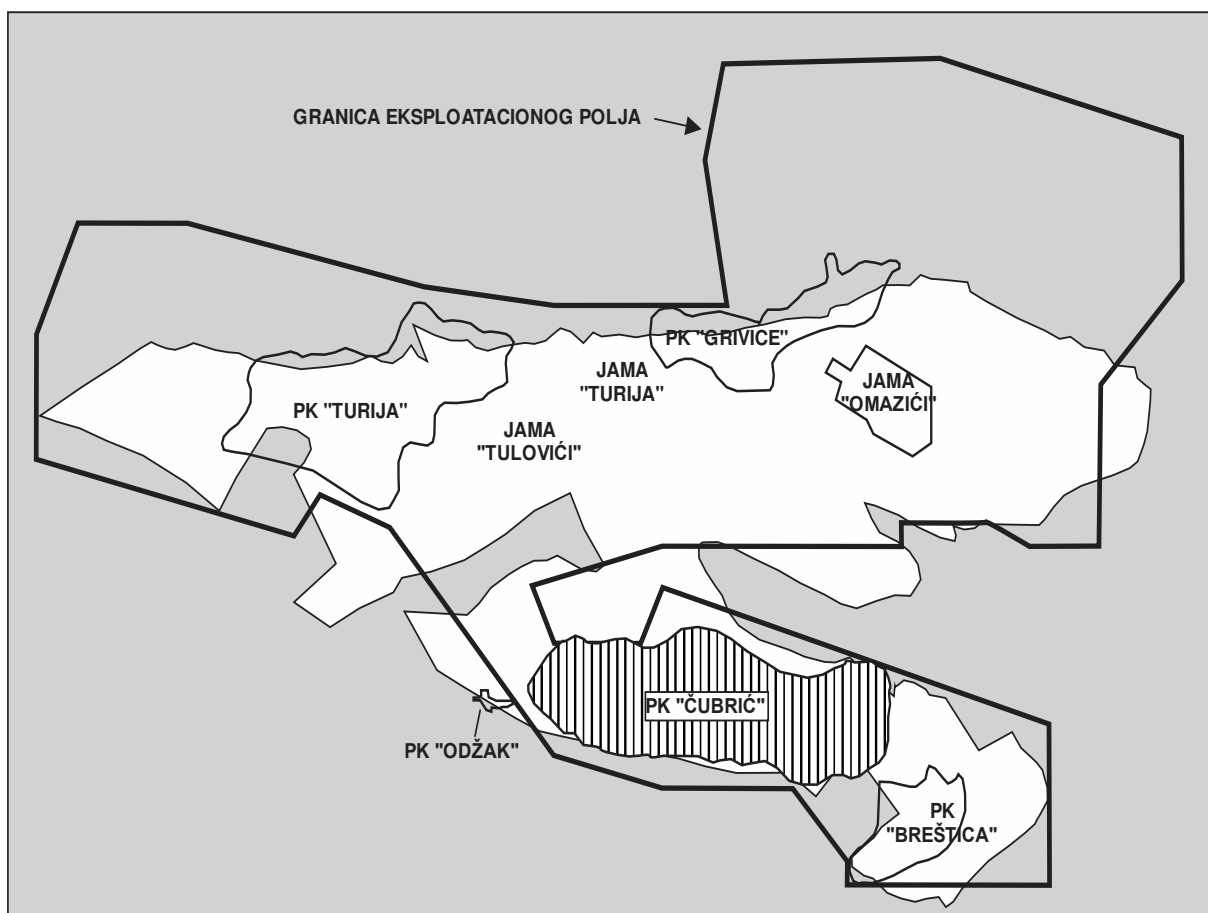 GRANICA EKSPLOATACIONOG POLJA
PK "GRIVICE"
JAMA
"TURIJA"
JAMA
"OMAZIĆI"
PK "TURIJA"
JAMA
"TULOVIĆI"
PK "ČUBRIĆ"
PK "ODŽAK"
PK
"BREŠTICA"